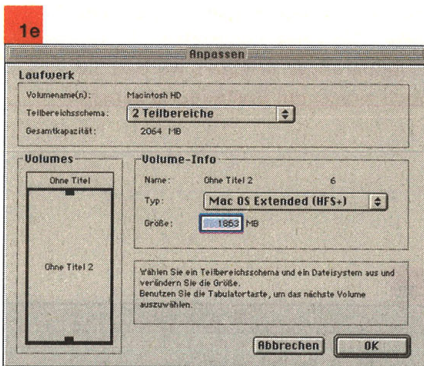 1e
Anpassen
Laufwerk
Volumename(n): Macintosh HD
Teilbereichsschema: 2 Teilbereiche
Gesamtkapazität: 2064 MB
Volumes
Ohne Titel
Ohne Titel 2
Volume-Info
Name: Ohne Titel 2 6
Typ: Mac OS Extended (HFS+)
Größe: 1863 MB
Wählen Sie ein Teilbereichsschema und ein Dateisystem aus und
verändern Sie die Größe.
Benutzen Sie die Tabulatortaste, um das nächste Volume
auszuwählen.
Abbrechen OK